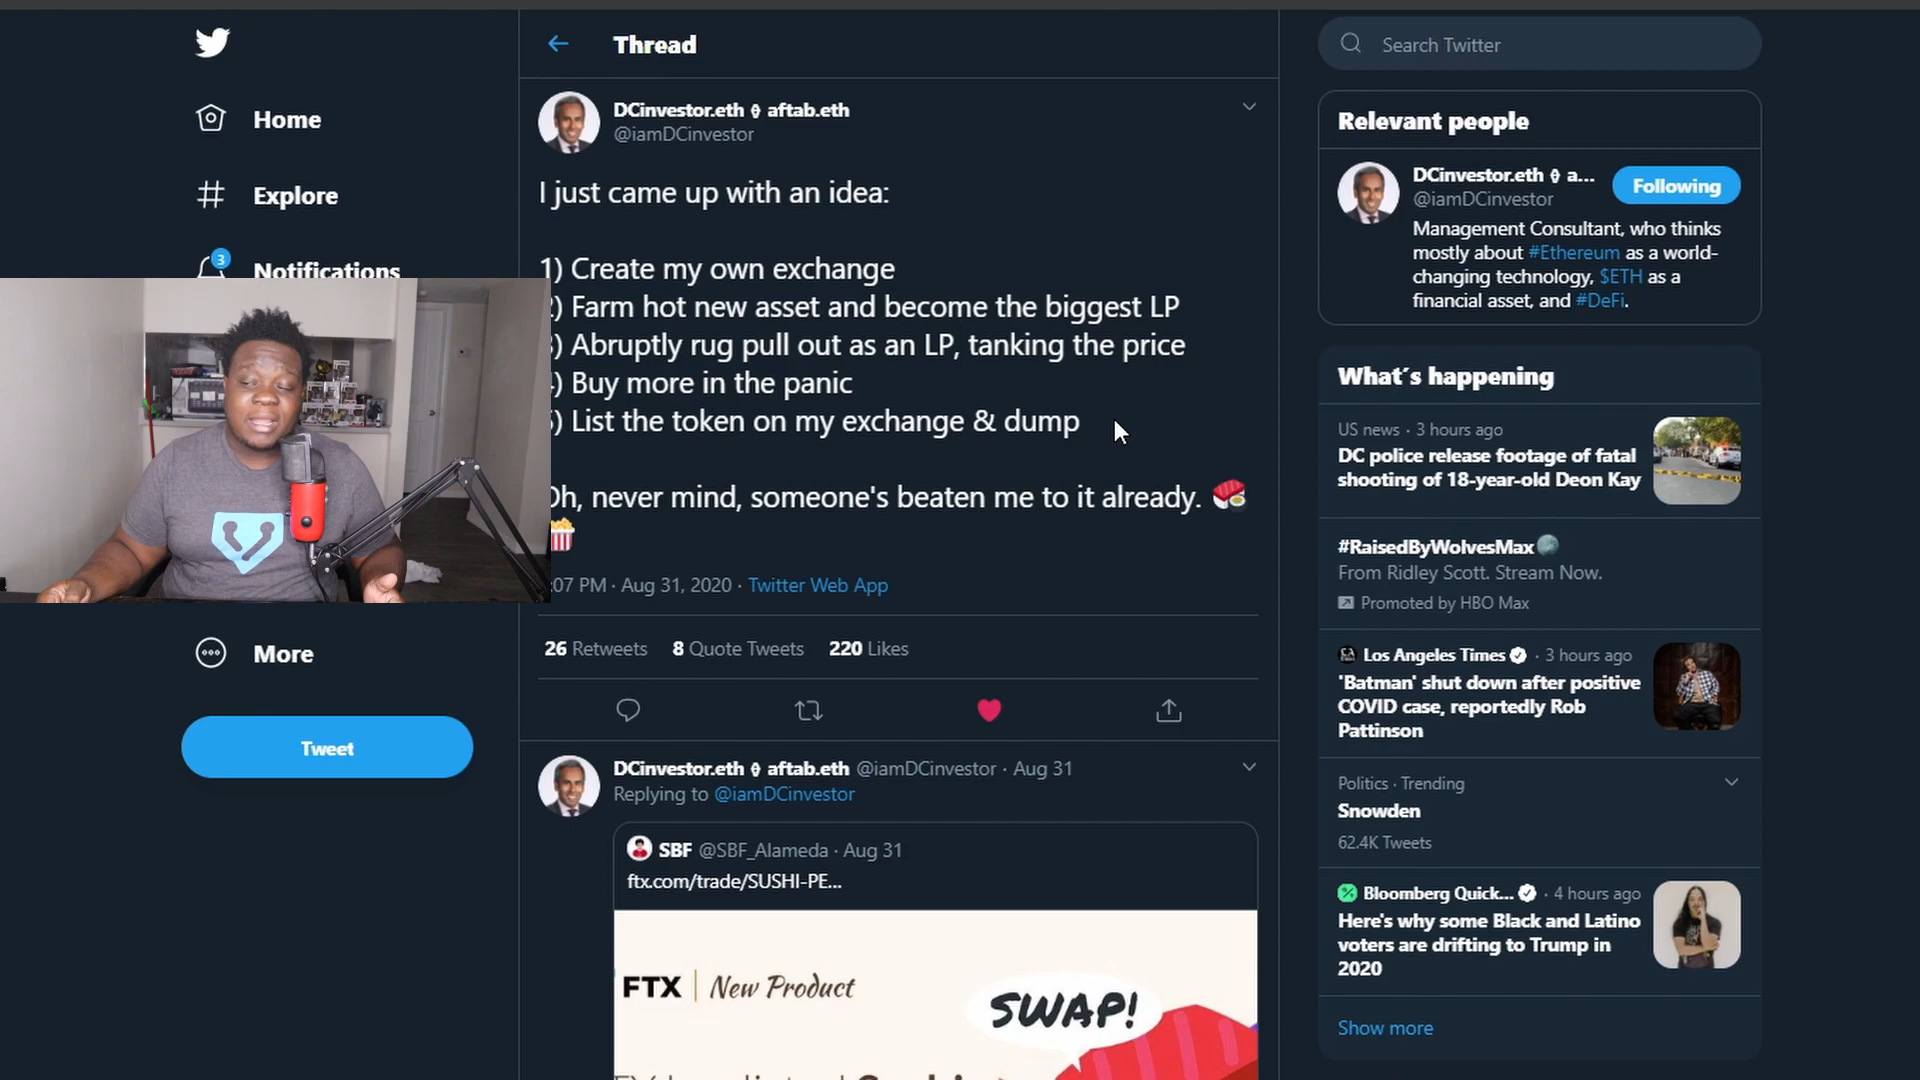 Home
Explore
Notifications
More
Tweet
Thread
DCinvestor.eth aftab.eth
@iamDCinvestor
I just came up with an idea:
1) Create my own exchange
) Farm hot new asset and become the biggest LP
) Abruptly rug pull out as an LP, tanking the price
) Buy more in the panic
) List the token on my exchange & dump
Oh, never mind, someone's beaten me to it already.
:07 PM · Aug 31, 2020 · Twitter Web App
26 Retweets 8 Quote Tweets 220 Likes
DCinvestor.eth aftab.eth @iamDCinvestor · Aug 31
Replying to @iamDCinvestor
SBF @SBF_Alameda · Aug 31
ftx.com/trade/SUSHI-PE...
FTX | New Product
SWAP!
Search Twitter
Relevant people
DCinvestor.eth a...
@iamDCinvestor
Following
Management Consultant, who thinks
mostly about #Ethereum as a world-
changing technology, $ETH as a
financial asset, and #DeFi.
What's happening
US news · 3 hours ago
DC police release footage of fatal
shooting of 18-year-old Deon Kay
#RaisedByWolvesMax
From Ridley Scott. Stream Now.
Promoted by HBO Max
Los Angeles Times · 3 hours ago
'Batman' shut down after positive
COVID case, reportedly Rob
Pattinson
Politics · Trending
Snowden
62.4K Tweets
Bloomberg Quick... · 4 hours ago
Here's why some Black and Latino
voters are drifting to Trump in
2020
Show more